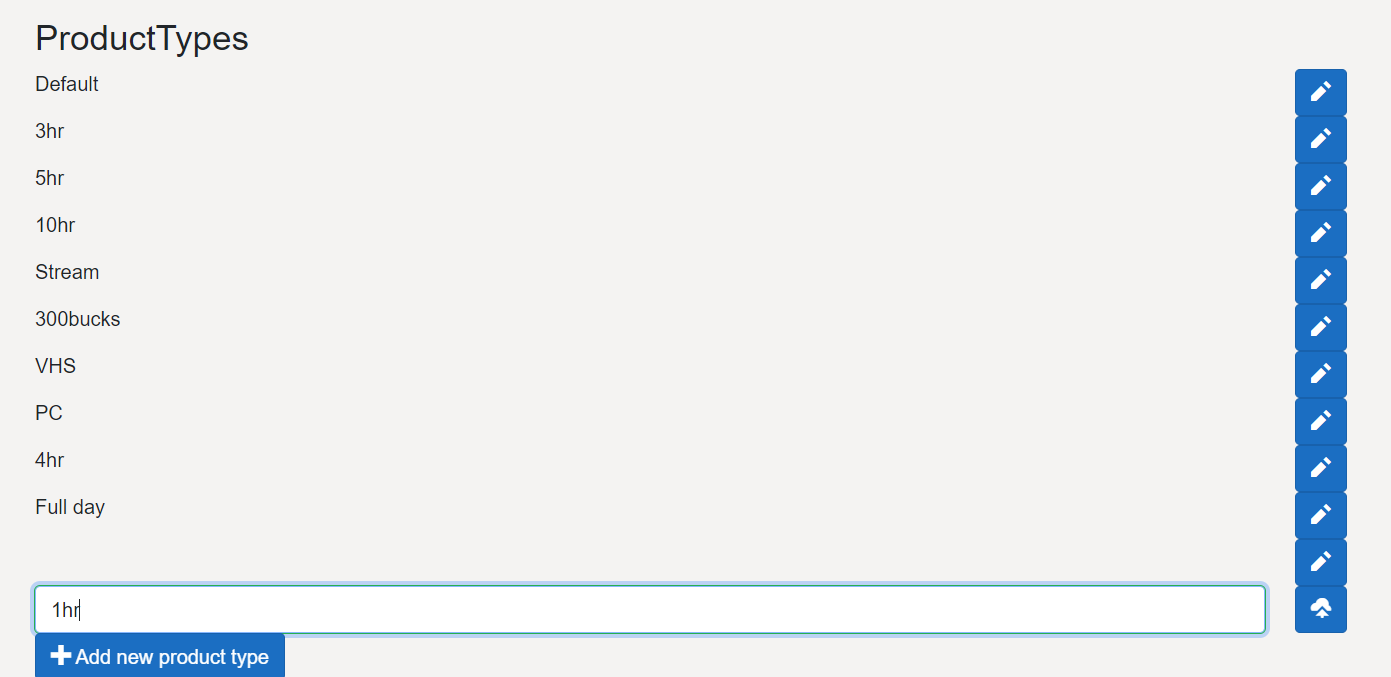 ProductTypes
Default
3hr
5hr
10hr
Stream
300bucks
VHS
PC
4hr
Full day
1hr
Add new product type